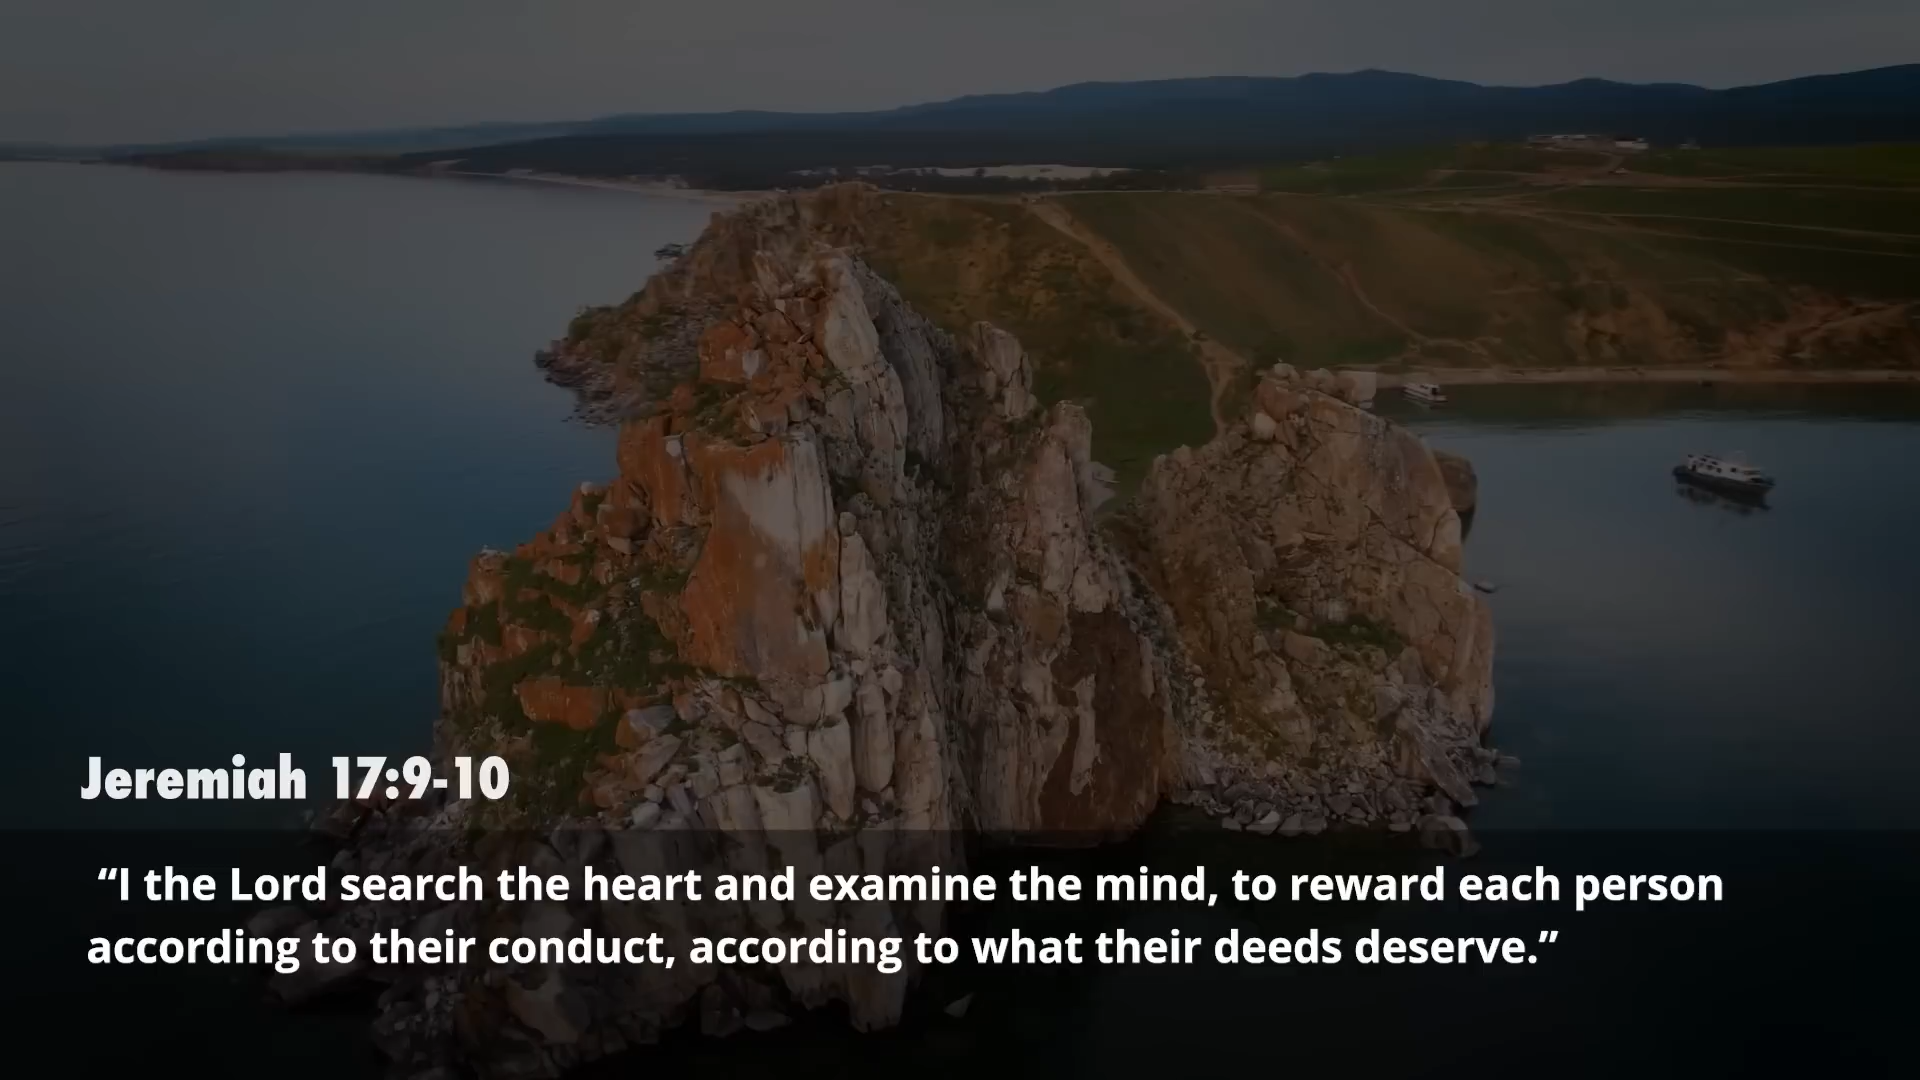 Jeremiah 17:9-10
“I the Lord search the heart and examine the mind, to reward each person
according to their conduct, according to what their deeds deserve.”